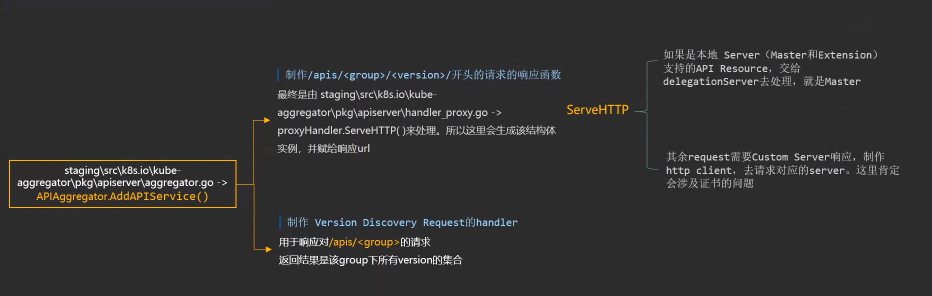 staging\src\k8s.io\kube-
aggregator\pkg\apiserver\aggregator.go ->
APIAggregator.AddAPIService()
制作/apis/<group>/<version>/开头的请求的响应函数
最终是由 staging\src\k8s.io\kube-
aggregator\pkg\apiserver\handler_proxy.go ->
proxyHandler.ServeHTTP( )来处理。所以这里会生成该结构体
实例，并赋给响应url
ServeHTTP
如果是本地 Server（Master和Extension）
支持的API Resource，交给
delegationServer去处理，就是Master
其余request需要Custom Server响应，制作
http client，去请求对应的server。这里肯定
会涉及证书的问题
制作 Version Discovery Request的handler
用于响应对/apis/<group>的请求
返回结果是该group下所有version的集合